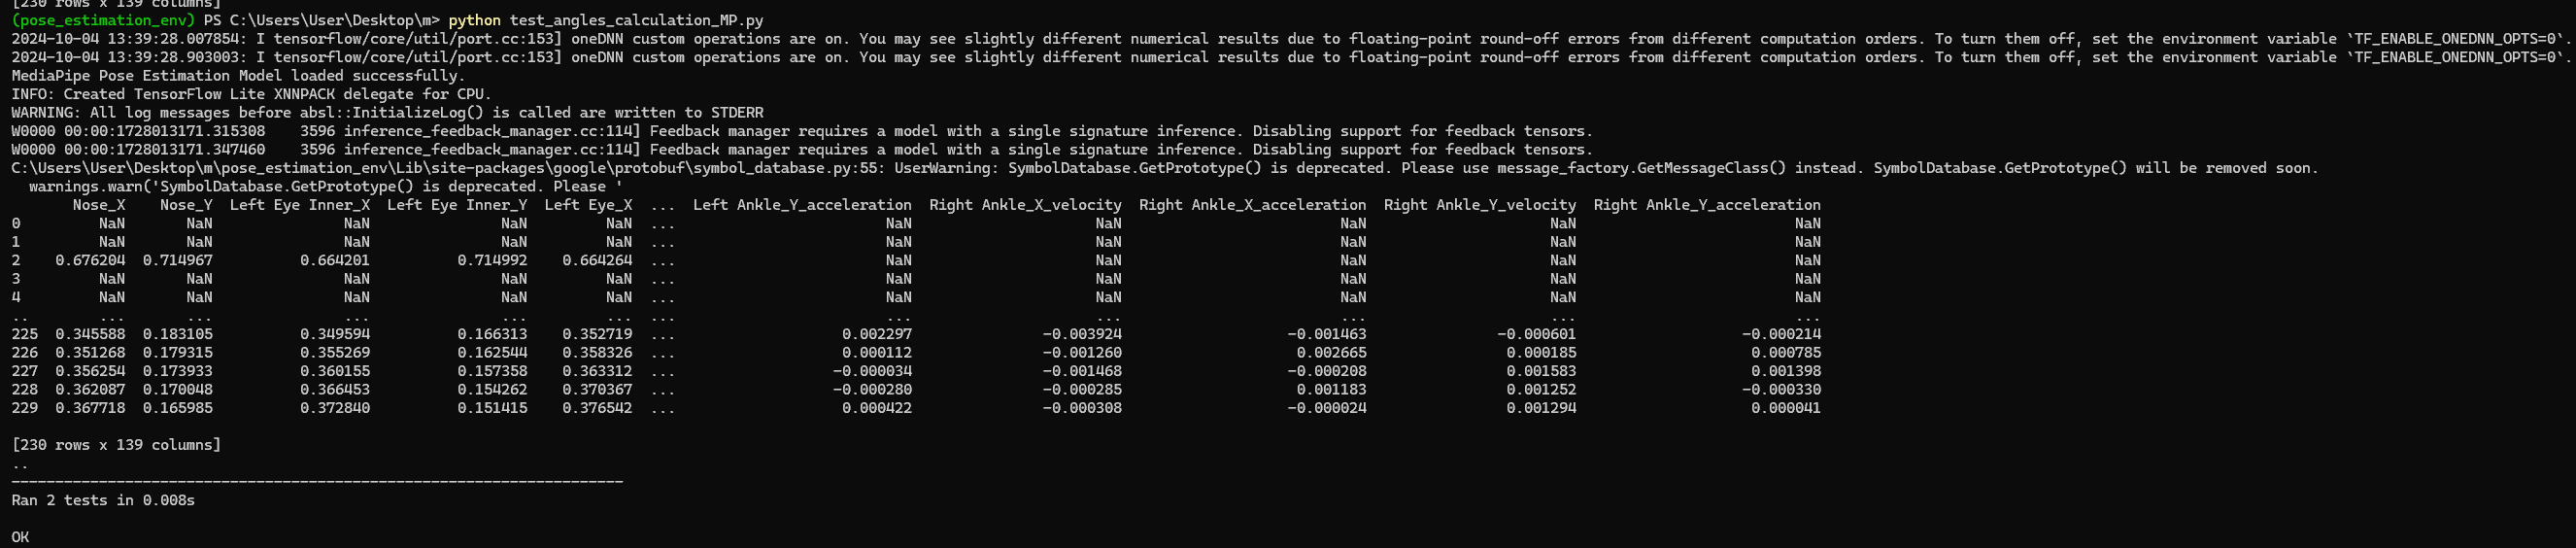 [230 rows x 139 columns]
(pose_estimation_env) PS C:\Users\User\Desktop\m> python test_angles_calculation_MP.py
2024-10-04 13:39:28.007854: I tensorflow/core/util/port.cc:153] oneDNN custom operations are on. You may see slightly different numerical results due to floating-point round-off errors from different computation orders. To turn them off, set the environment variable `TF_ENABLE_ONEDNN_OPTS=0`.
2024-10-04 13:39:28.903003: I tensorflow/core/util/port.cc:153] oneDNN custom operations are on. You may see slightly different numerical results due to floating-point round-off errors from different computation orders. To turn them off, set the environment variable `TF_ENABLE_ONEDNN_OPTS=0`.
MediaPipe Pose Estimation Model loaded successfully.
INFO: Created TensorFlow Lite XNNPACK delegate for CPU.
WARNING: All log messages before absl::InitializeLog() is called are written to STDERR
W0000 00:00:1728013171.315308    3596 inference_feedback_manager.cc:114] Feedback manager requires a model with a single signature inference. Disabling support for feedback tensors.
W0000 00:00:1728013171.347460    3596 inference_feedback_manager.cc:114] Feedback manager requires a model with a single signature inference. Disabling support for feedback tensors.
C:\Users\User\Desktop\m\pose_estimation_env\Lib\site-packages\google\protobuf\symbol_database.py:55: UserWarning: SymbolDatabase.GetPrototype() is deprecated. Please use message_factory.GetMessageClass() instead. SymbolDatabase.GetPrototype() will be removed soon.
  warnings.warn('SymbolDatabase.GetPrototype() is deprecated. Please '
       Nose_X    Nose_Y  Left Eye Inner_X  Left Eye Inner_Y  Left Eye_X  ...  Left Ankle_Y_acceleration  Right Ankle_X_velocity  Right Ankle_X_acceleration  Right Ankle_Y_velocity  Right Ankle_Y_acceleration
0         NaN       NaN               NaN               NaN         NaN  ...                        NaN                     NaN                         NaN                     NaN                         NaN
1         NaN       NaN               NaN               NaN         NaN  ...                        NaN                     NaN                         NaN                     NaN                         NaN
2    0.676204  0.714967          0.664201          0.714992    0.664264  ...                        NaN                     NaN                         NaN                     NaN                         NaN
3         NaN       NaN               NaN               NaN         NaN  ...                        NaN                     NaN                         NaN                     NaN                         NaN
4         NaN       NaN               NaN               NaN         NaN  ...                        NaN                     NaN                         NaN                     NaN                         NaN
..        ...       ...               ...               ...         ...  ...                        ...                     ...                         ...                     ...                         ...
225  0.345588  0.183105          0.349594          0.166313    0.352719  ...                   0.002297               -0.003924                   -0.001463               -0.000601                   -0.000214
226  0.351268  0.179315          0.355269          0.162544    0.358326  ...                   0.000112               -0.001260                    0.002665                0.000185                    0.000785
227  0.356254  0.173933          0.360155          0.157358    0.363312  ...                  -0.000034               -0.001468                   -0.000208                0.001583                    0.001398
228  0.362087  0.170048          0.366453          0.154262    0.370367  ...                  -0.000280               -0.000285                    0.001183                0.001252                   -0.000330
229  0.367718  0.165985          0.372840          0.151415    0.376542  ...                   0.000422               -0.000308                   -0.000024                0.001294                    0.000041
[230 rows x 139 columns]
..
----------------------------------------------------------------------
Ran 2 tests in 0.008s
OK